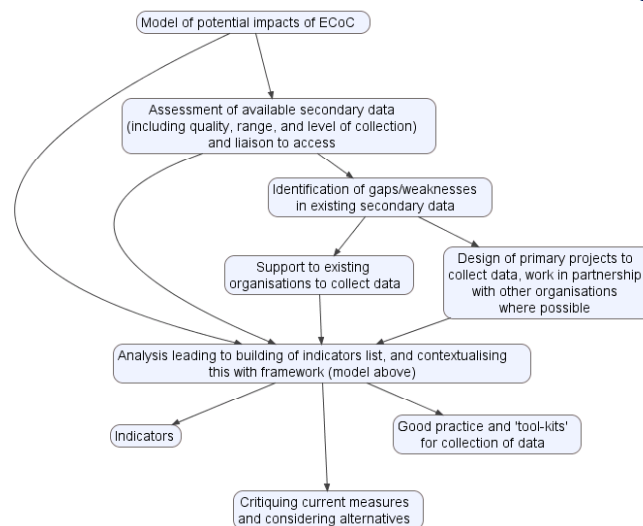 Model of potential impacts of ECoC
Assessment of available secondary data
(including quality, range, and level of collection)
and liaison to access
Identification of gaps/weaknesses
in existing secondary data
Support to existing
organisations to collect data
Design of primary projects to
collect data, work in partnership
with other organisations
where possible
Analysis leading to building of indicators list, and contextualising
this with framework (model above)
Indicators
Good practice and 'tool-kits'
for collection of data
Critiquing current measures
and considering alternatives